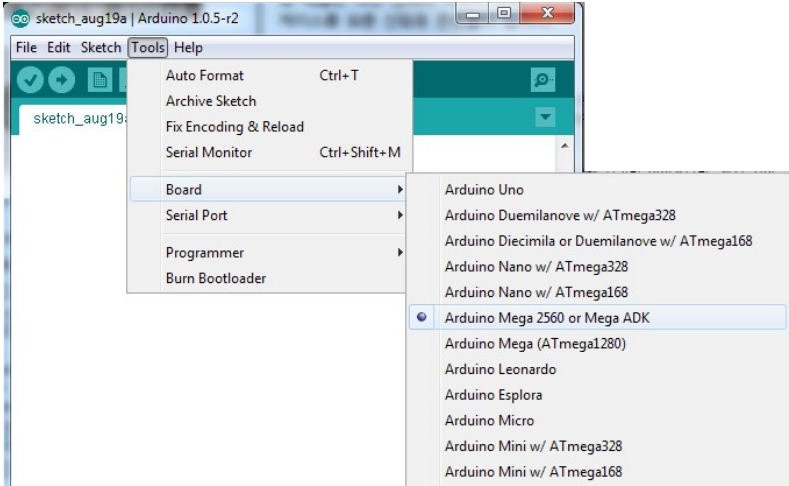 sketch_aug19a | Arduino 1.0.5-r2
File Edit Sketch Tools Help
sketch_aug19a
Auto Format Ctrl+T
Archive Sketch
Fix Encoding & Reload
Serial Monitor Ctrl+Shift+M
Board
Serial Port
Programmer
Burn Bootloader
Arduino Uno
Arduino Duemilanove w/ ATmega328
Arduino Diecimila or Duemilanove w/ ATmega168
Arduino Nano w/ ATmega328
Arduino Nano w/ ATmega168
Arduino Mega 2560 or Mega ADK
Arduino Mega (ATmega1280)
Arduino Leonardo
Arduino Esplora
Arduino Micro
Arduino Mini w/ ATmega328
Arduino Mini w/ ATmega168